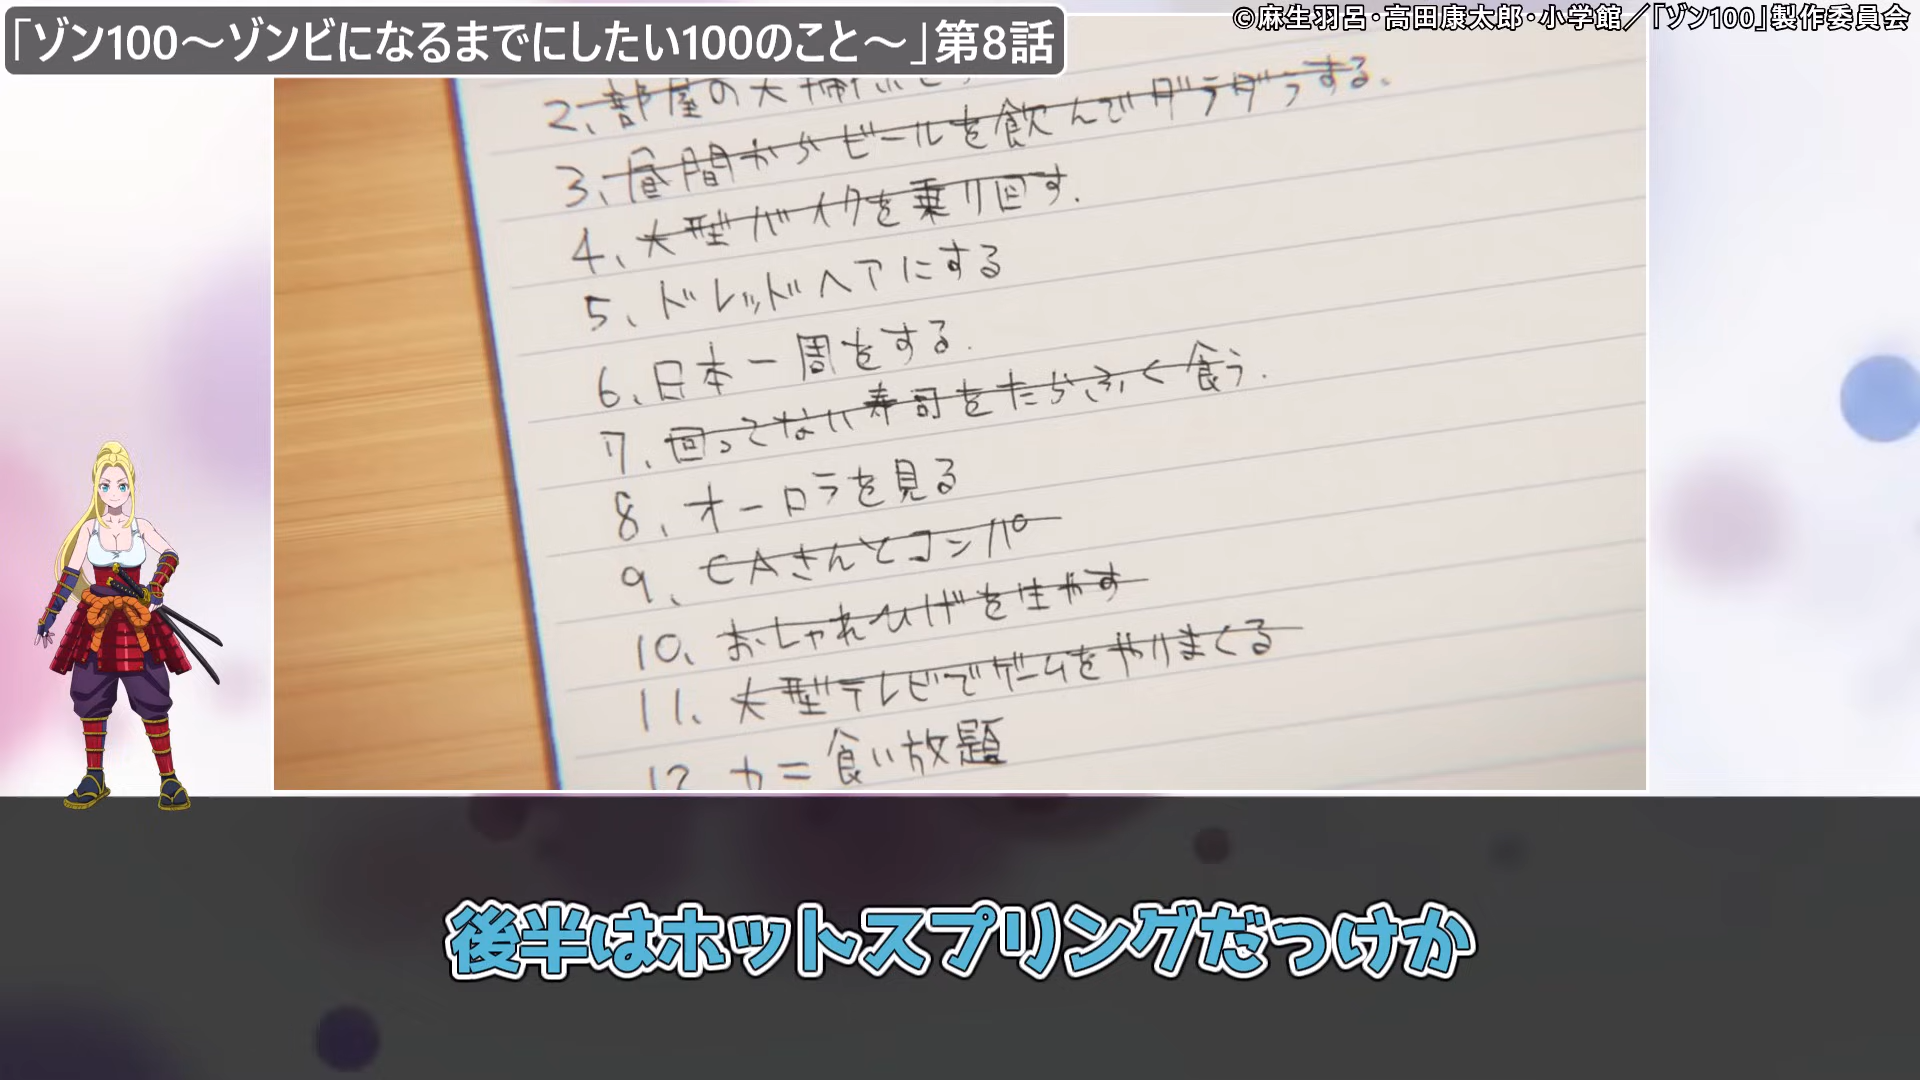 「ゾン100～ゾンビになるまでにしたい100のこと～」第8話
©麻生羽呂・高田康太郎・小学館／「ゾン100」製作委員会
2、部屋の大掃
3、昼間からビールを飲んでダラダラする.
4、大型バイクを乗り回す.
5、ドレッドヘアにする
6、日本一周をする.
7、回ってない寿司をたらふく食う.
8、オーロラを見る
9、CAさんとコンパ
10、おしゃれひげを生やす
11、大型テレビでゲームをやりまくる
12 カニ食い放題
後半はホットスプリングだっけか